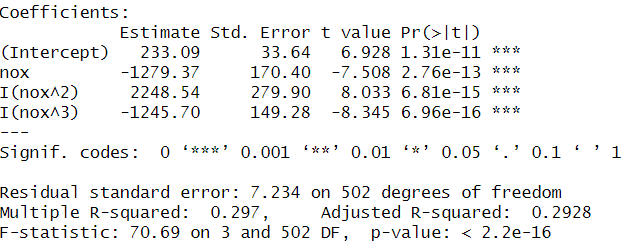 Coefficients:
Estimate Std. Error t value Pr(>|t|)
(Intercept) 233.09 33.64 6.928 1.31e-11 ***
nox -1279.37 170.40 -7.508 2.76e-13 ***
I(nox^2) 2248.54 279.90 8.033 6.81e-15 ***
I(nox^3) -1245.70 149.28 -8.345 6.96e-16 ***
---
Signif. codes: 0 ‘***’ 0.001 ‘**’ 0.01 ‘*’ 0.05 ‘.’ 0.1 ‘ ’ 1
Residual standard error: 7.234 on 502 degrees of freedom
Multiple R-squared: 0.297, Adjusted R-squared: 0.2928
F-statistic: 70.69 on 3 and 502 DF, p-value: < 2.2e-16